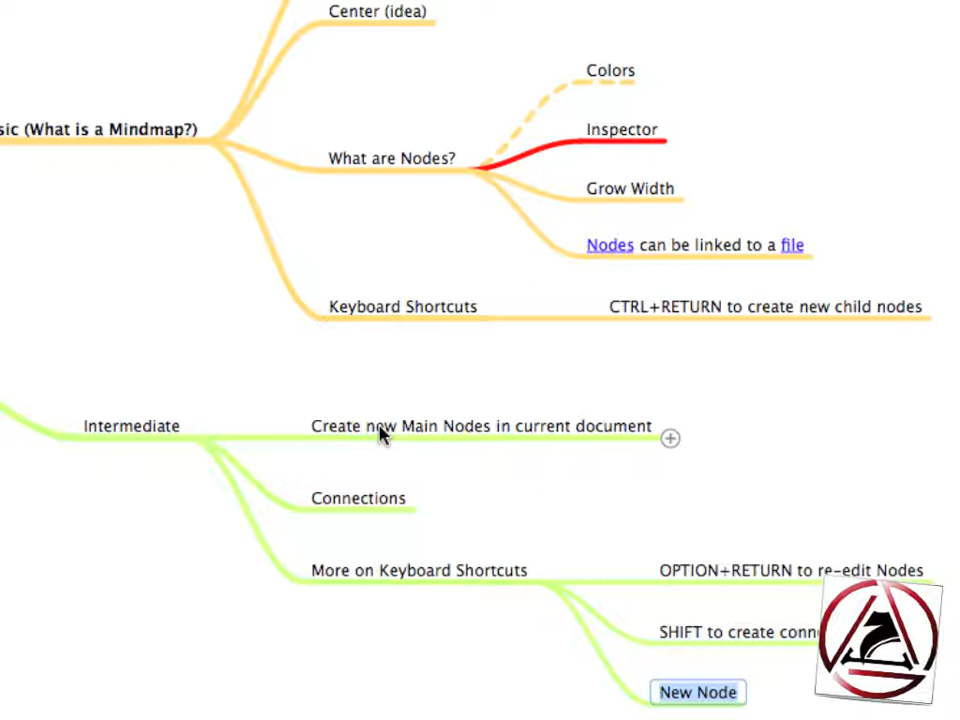 Center (idea)
Colors
sic (What is a Mindmap?)
Inspector
What are Nodes?
Grow Width
Nodes can be linked to a file
Keyboard Shortcuts
CTRL+RETURN to create new child nodes
Intermediate
Create new Main Nodes in current document
Connections
More on Keyboard Shortcuts
OPTION+RETURN to re-edit Nodes
SHIFT to create conn
New Node